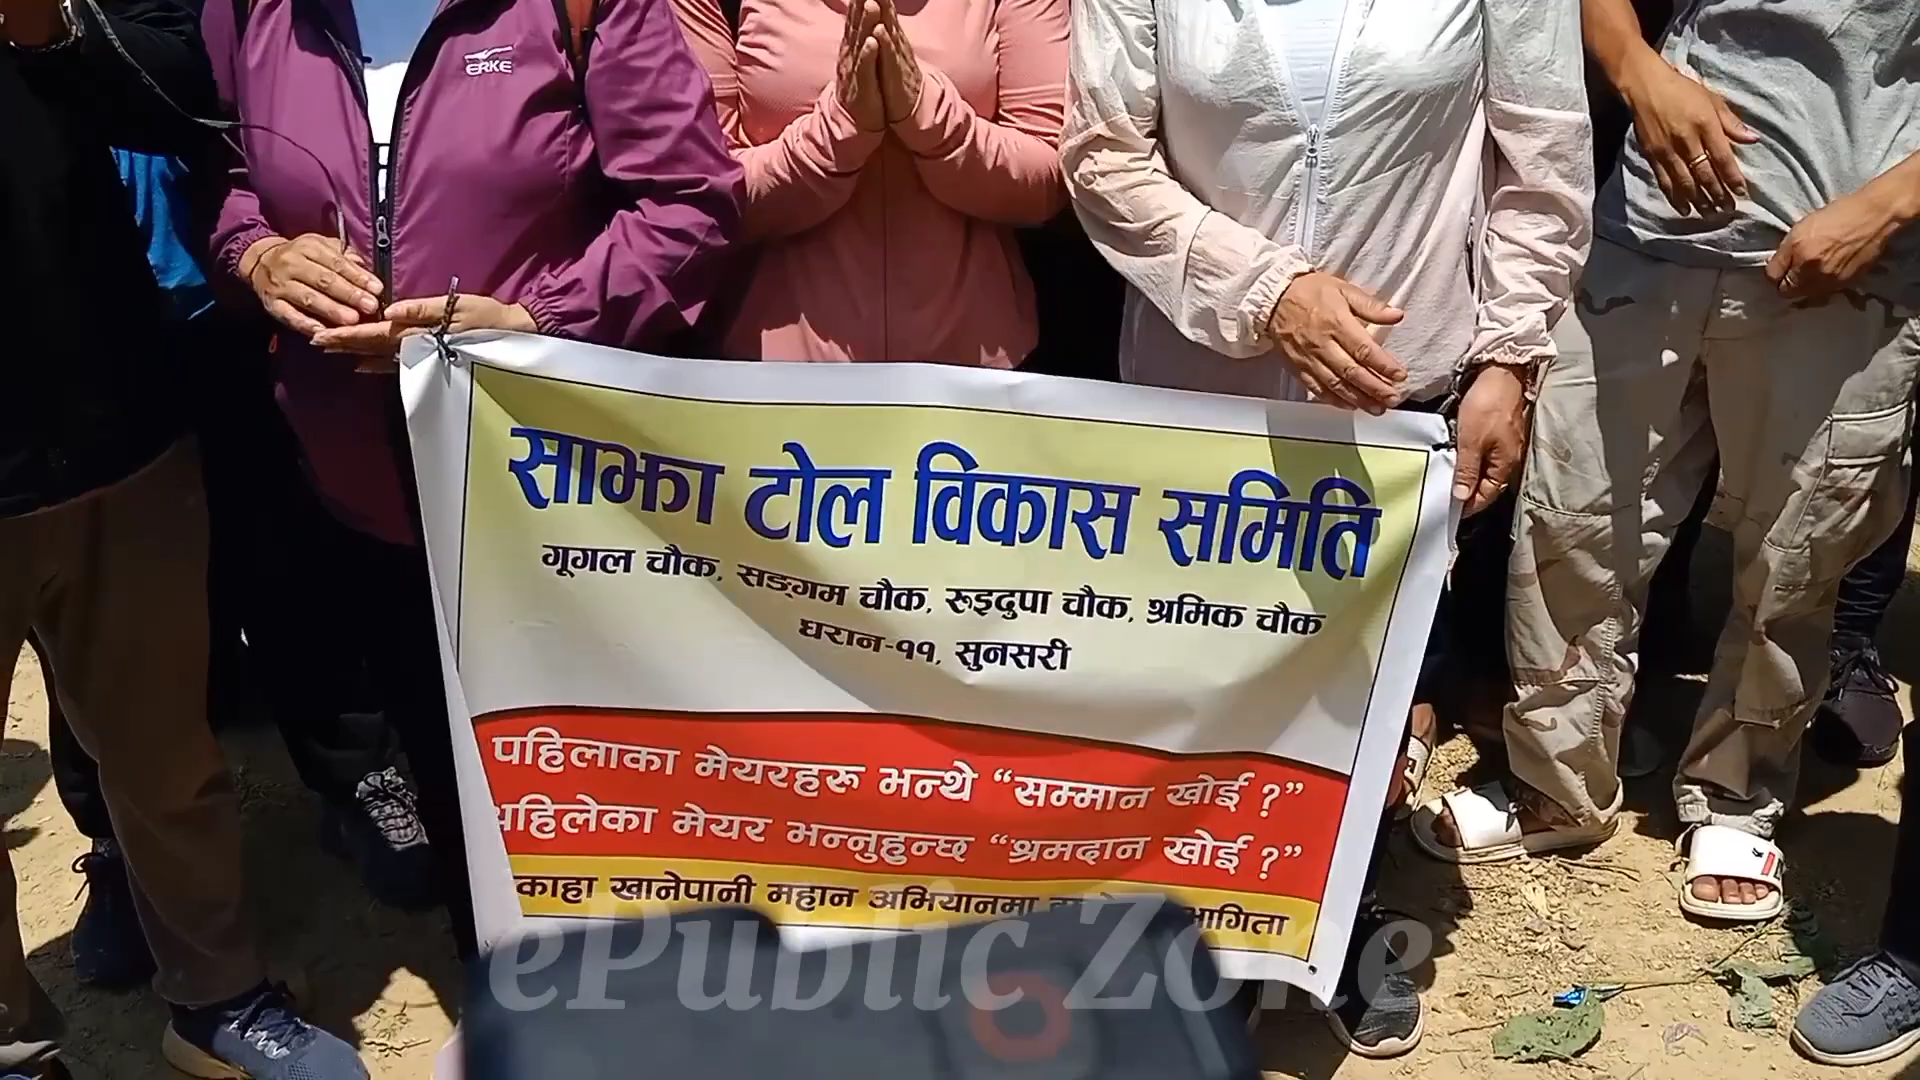 ERKE
साझा टोल विकास समिति
गूगल चौक, सङ्गम चौक, रुइदुपा चौक, श्रमिक चौक
धरान-११, सुनसरी
पहिलाका मेयरहरू भन्थे “सम्मान खोई ?”
अहिलेका मेयर भन्नुहुन्छ “श्रमदान खोई ?”
काहा खानेपानी महान अभियानमा
ePublic Zone